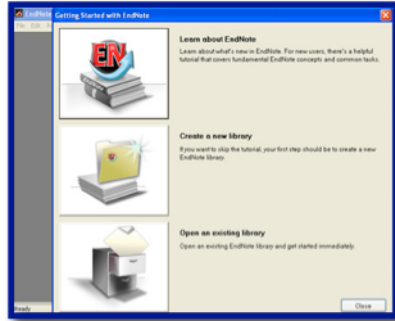 EndNote
Getting Started with EndNote
File Edit
EN
Learn about EndNote
Learn about what's new in EndNote. For new users, there's a helpful
tutorial that covers fundamental EndNote concepts and common tasks.
Create a new library
If you want to skip the tutorial, your first step should be to create a new
EndNote library.
Open an existing library
Open an existing EndNote library and get started immediately.
Close
Ready